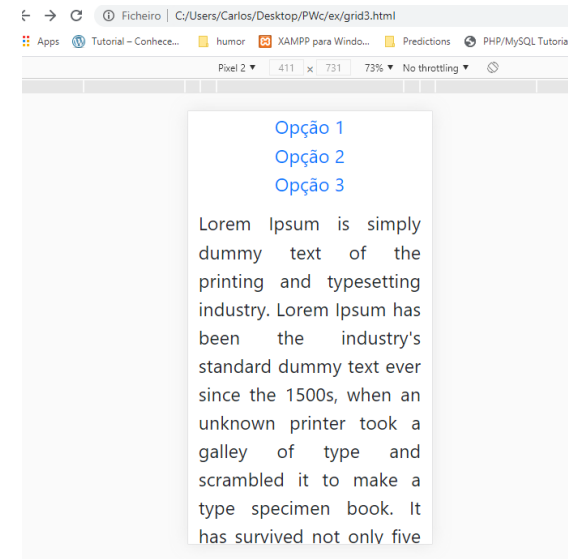 Ficheiro | C:/Users/Carlos/Desktop/PWc/ex/grid3.html
Apps Tutorial – Conhece... humor XAMPP para Windo... Predictions PHP/MySQL Tutoria
Pixel 2 ▼ 411 x 731 73% ▼ No throttling ▼
Opção 1
Opção 2
Opção 3
Lorem Ipsum is simply
dummy text of the
printing and typesetting
industry. Lorem Ipsum has
been the industry's
standard dummy text ever
since the 1500s, when an
unknown printer took a
galley of type and
scrambled it to make a
type specimen book. It
has survived not only five